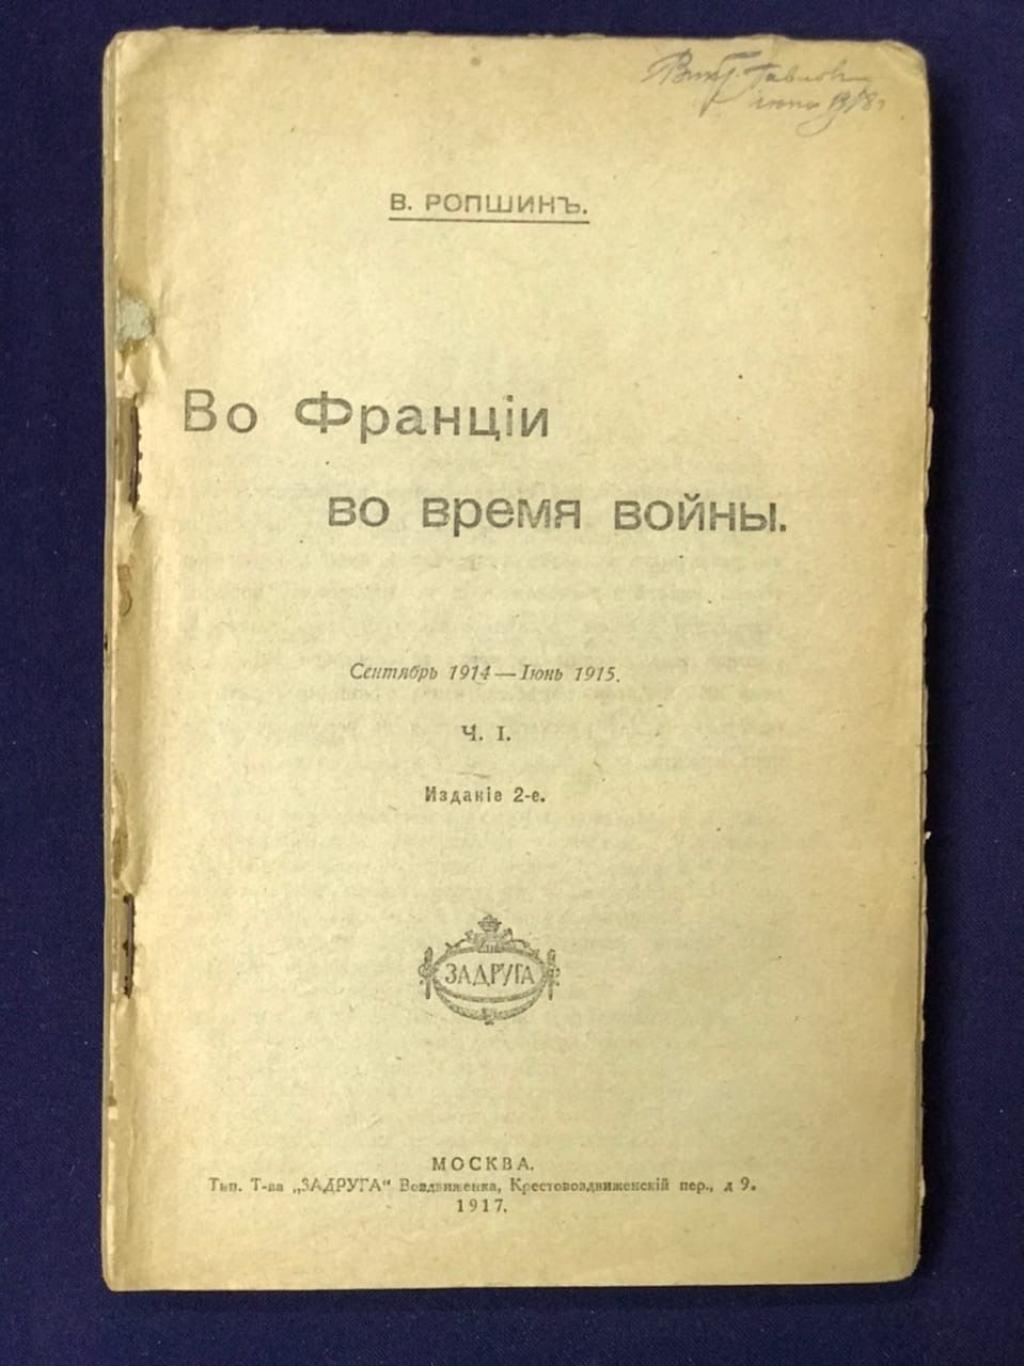 В. РОПШИНЪ.
Во Франціи
во время войны.
Сентябрь 1914—Іюнь 1915.
Ч. I.
Изданіе 2-е.
ЗАДРУГА
МОСКВА.
Тип. Т-ва „ЗАДРУГА" Воздвиженка, Крестовоздвиженскій пер., д 9.
1917.